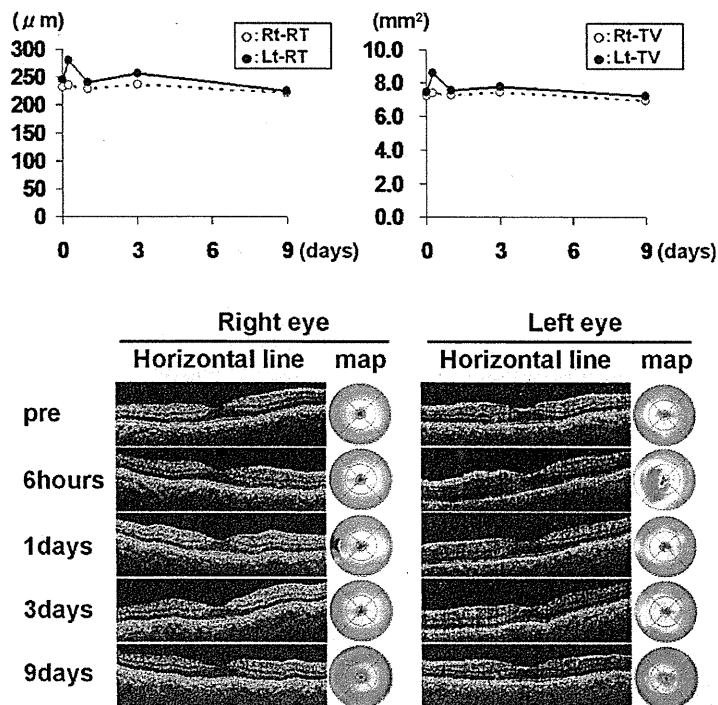 (μm)
○:Rt-RT
●:Lt-RT
300
250
200
150
100
50
0
0 3 6 9 (days)
(mm²)
○:Rt-TV
●:Lt-TV
10.0
8.0
6.0
4.0
2.0
0.0
0 3 6 9 (days)
Right eye Left eye
Horizontal line map Horizontal line map
pre
6hours
1days
3days
9days